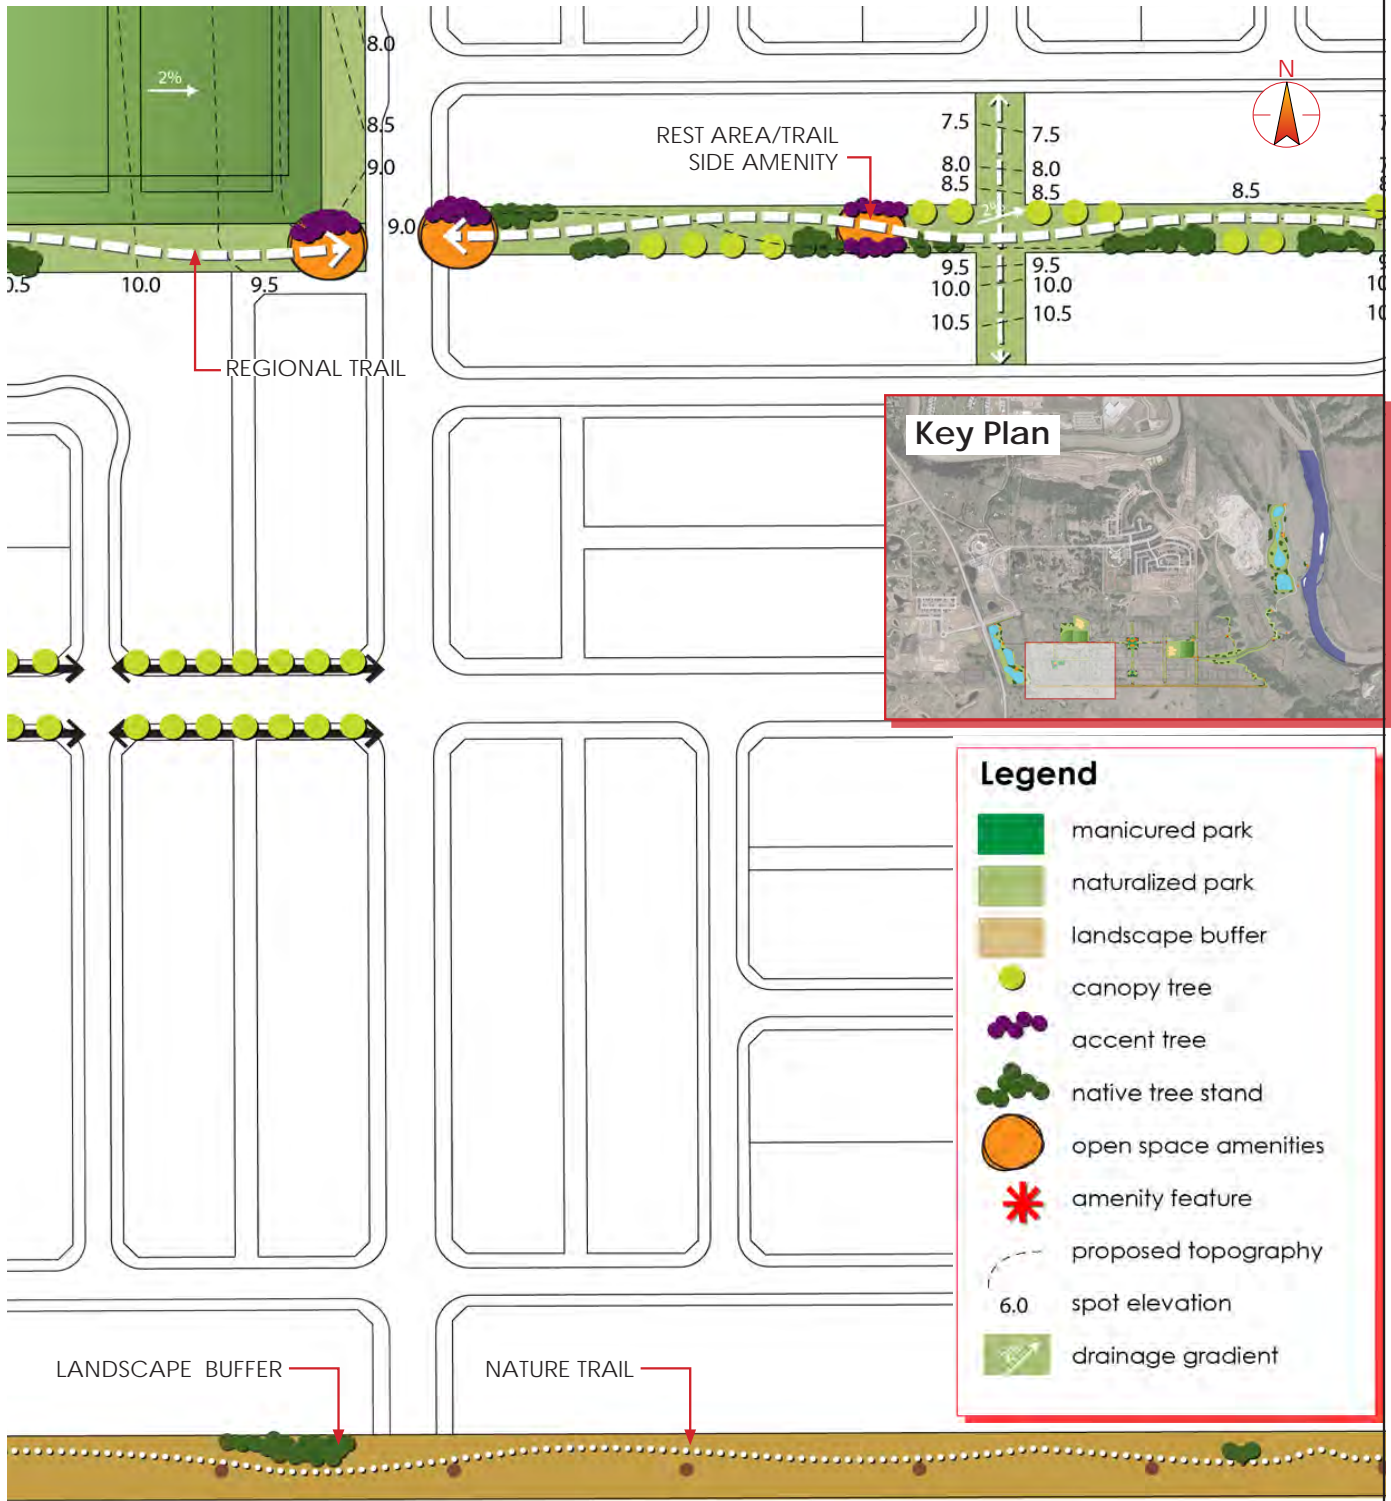 8.0
2%
8.5
9.0
REST AREA/TRAIL
SIDE AMENITY
7.5
7.5
8.0
8.0
8.5
8.5
8.5
N
9.0
2%
10.0
9.5
9.5
9.5
10.0
10.0
10.5
10.5
REGIONAL TRAIL
Key Plan
Legend
manicured park
naturalized park
landscape buffer
canopy tree
accent tree
native tree stand
open space amenities
amenity feature
proposed topography
6.0 spot elevation
drainage gradient
LANDSCAPE BUFFER
NATURE TRAIL